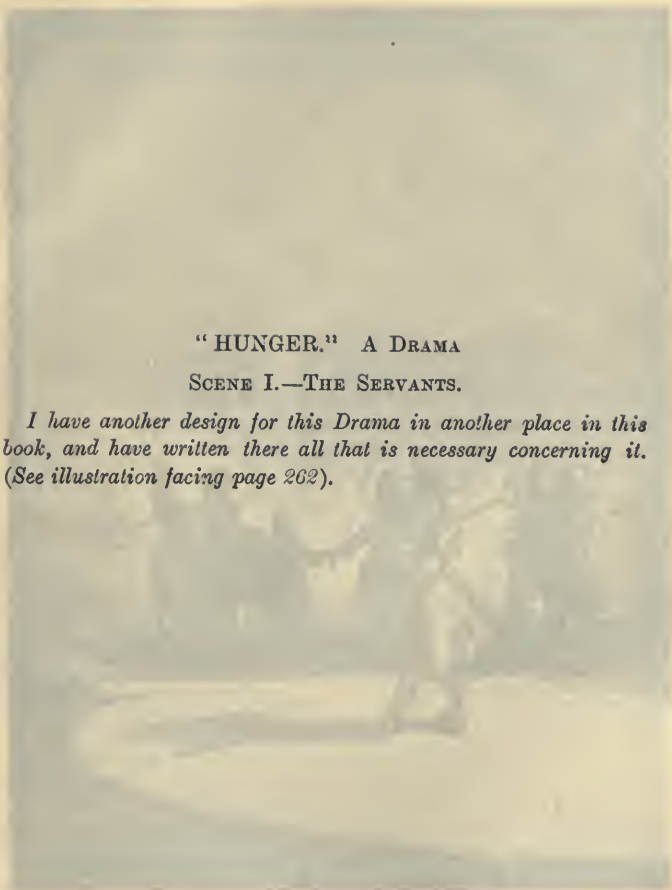 “HUNGER.” A DRAMA
SCENE I.—THE SERVANTS.
I have another design for this Drama in another place in this
book, and have written there all that is necessary concerning it.
(See illustration facing page 262).